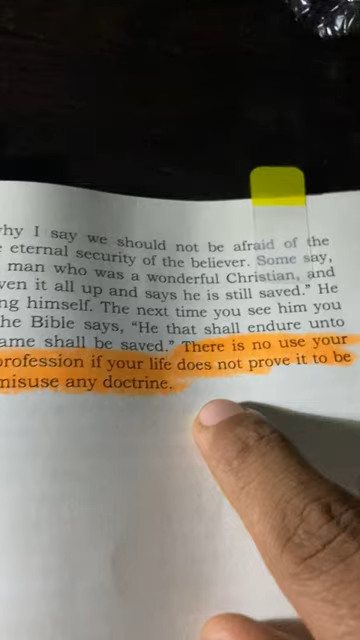 why I say we should not be afraid of the
eternal security of the believer. Some say,
man who was a wonderful Christian, and
ven it all up and says he is still saved.” He
ng himself. The next time you see him you
he Bible says, “He that shall endure unto
ame shall be saved.” There is no use your
profession if your life does not prove it to be
misuse any doctrine.